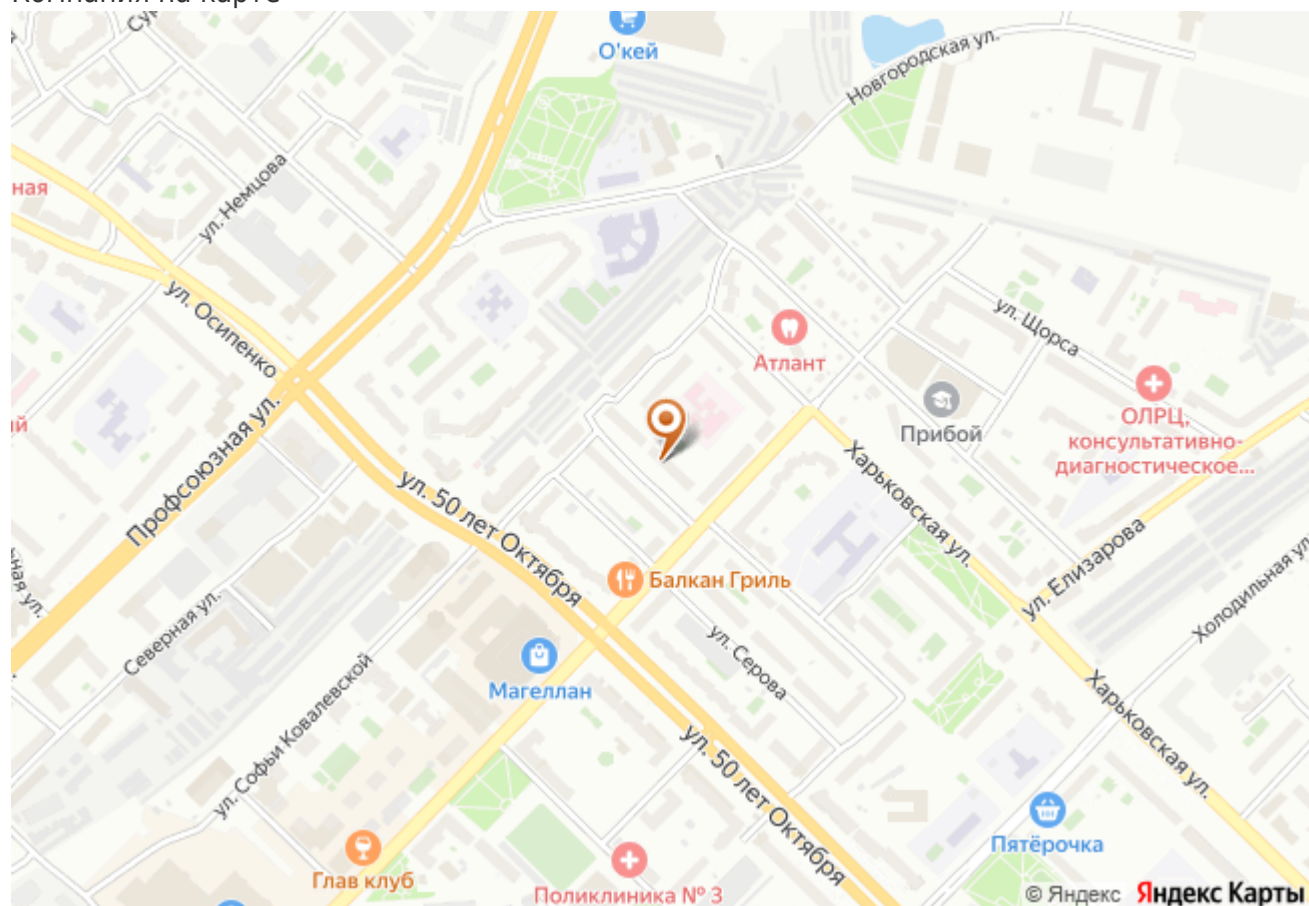 О'кей
Новгородская ул.
ная
ул. Немцова
ул. Осипенко
ул. Щорса
Атлант
Прибой
ОЛРЦ,
консультативно-
диагностическое...
Профсоюзная ул.
ул. 50 лет Октября
Харьковская ул.
ул. Елизарова
Холодильная ул.
Балкан Гриль
Северная ул.
ул. Серова
Магеллан
ул. Софьи Ковалевской
Харьковская ул.
ул. 50 лет Октября
Пятёрочка
Глав клуб
Поликлиника № 3
© Яндекс Яндекс Карты